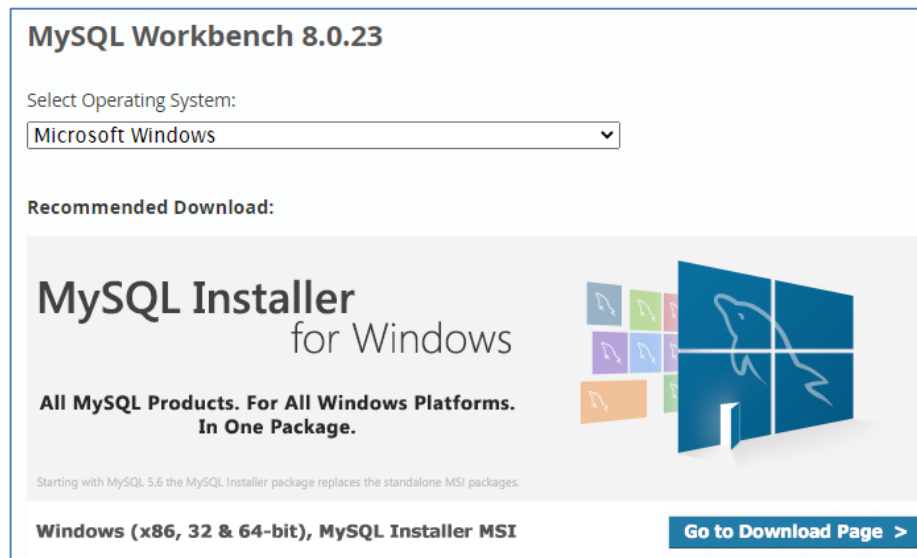 MySQL Workbench 8.0.23
Select Operating System:
Microsoft Windows
Recommended Download:
MySQL Installer
for Windows
All MySQL Products. For All Windows Platforms.
In One Package.
Starting with MySQL 5.6 the MySQL Installer package replaces the standalone MSI packages.
Windows (x86, 32 & 64-bit), MySQL Installer MSI
Go to Download Page >